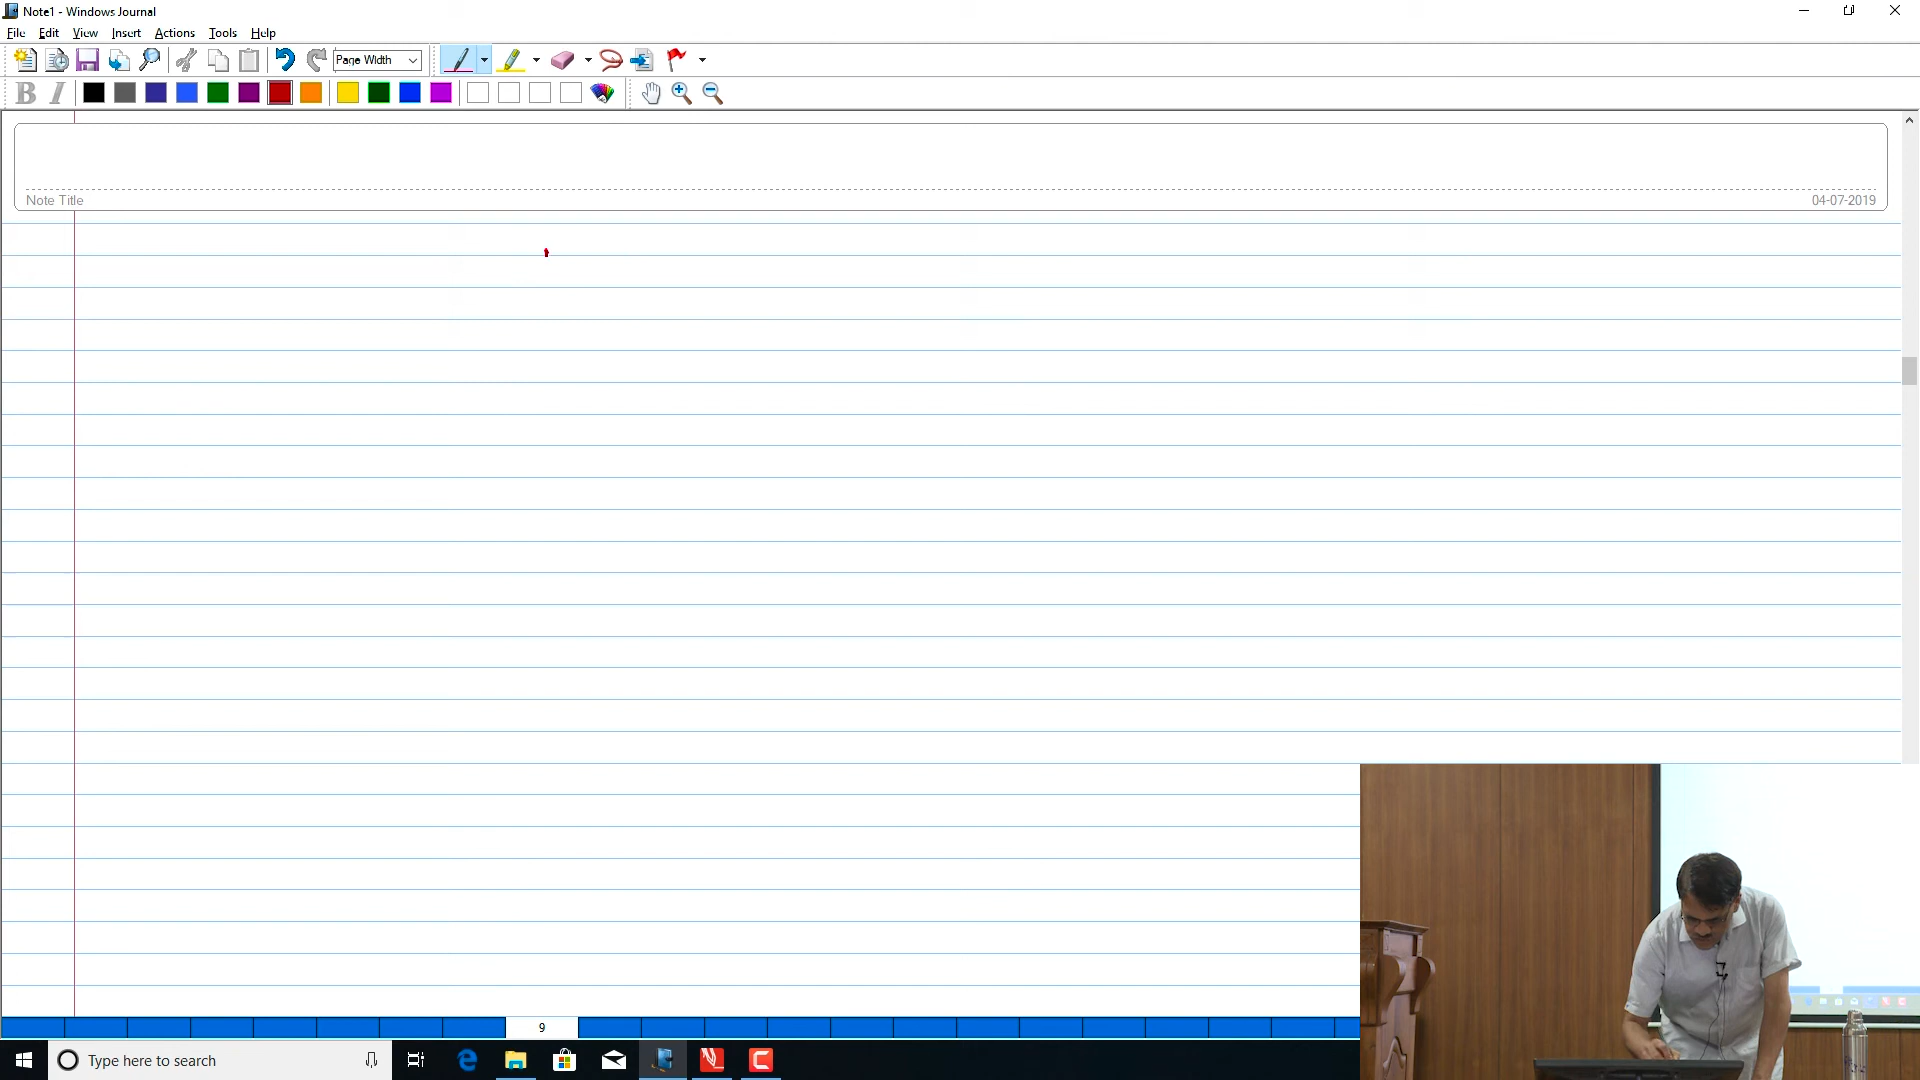 Note1 - Windows Journal
File Edit View Insert Actions Tools Help
Page Width
B I
Note Title
04-07-2019
9
Type here to search